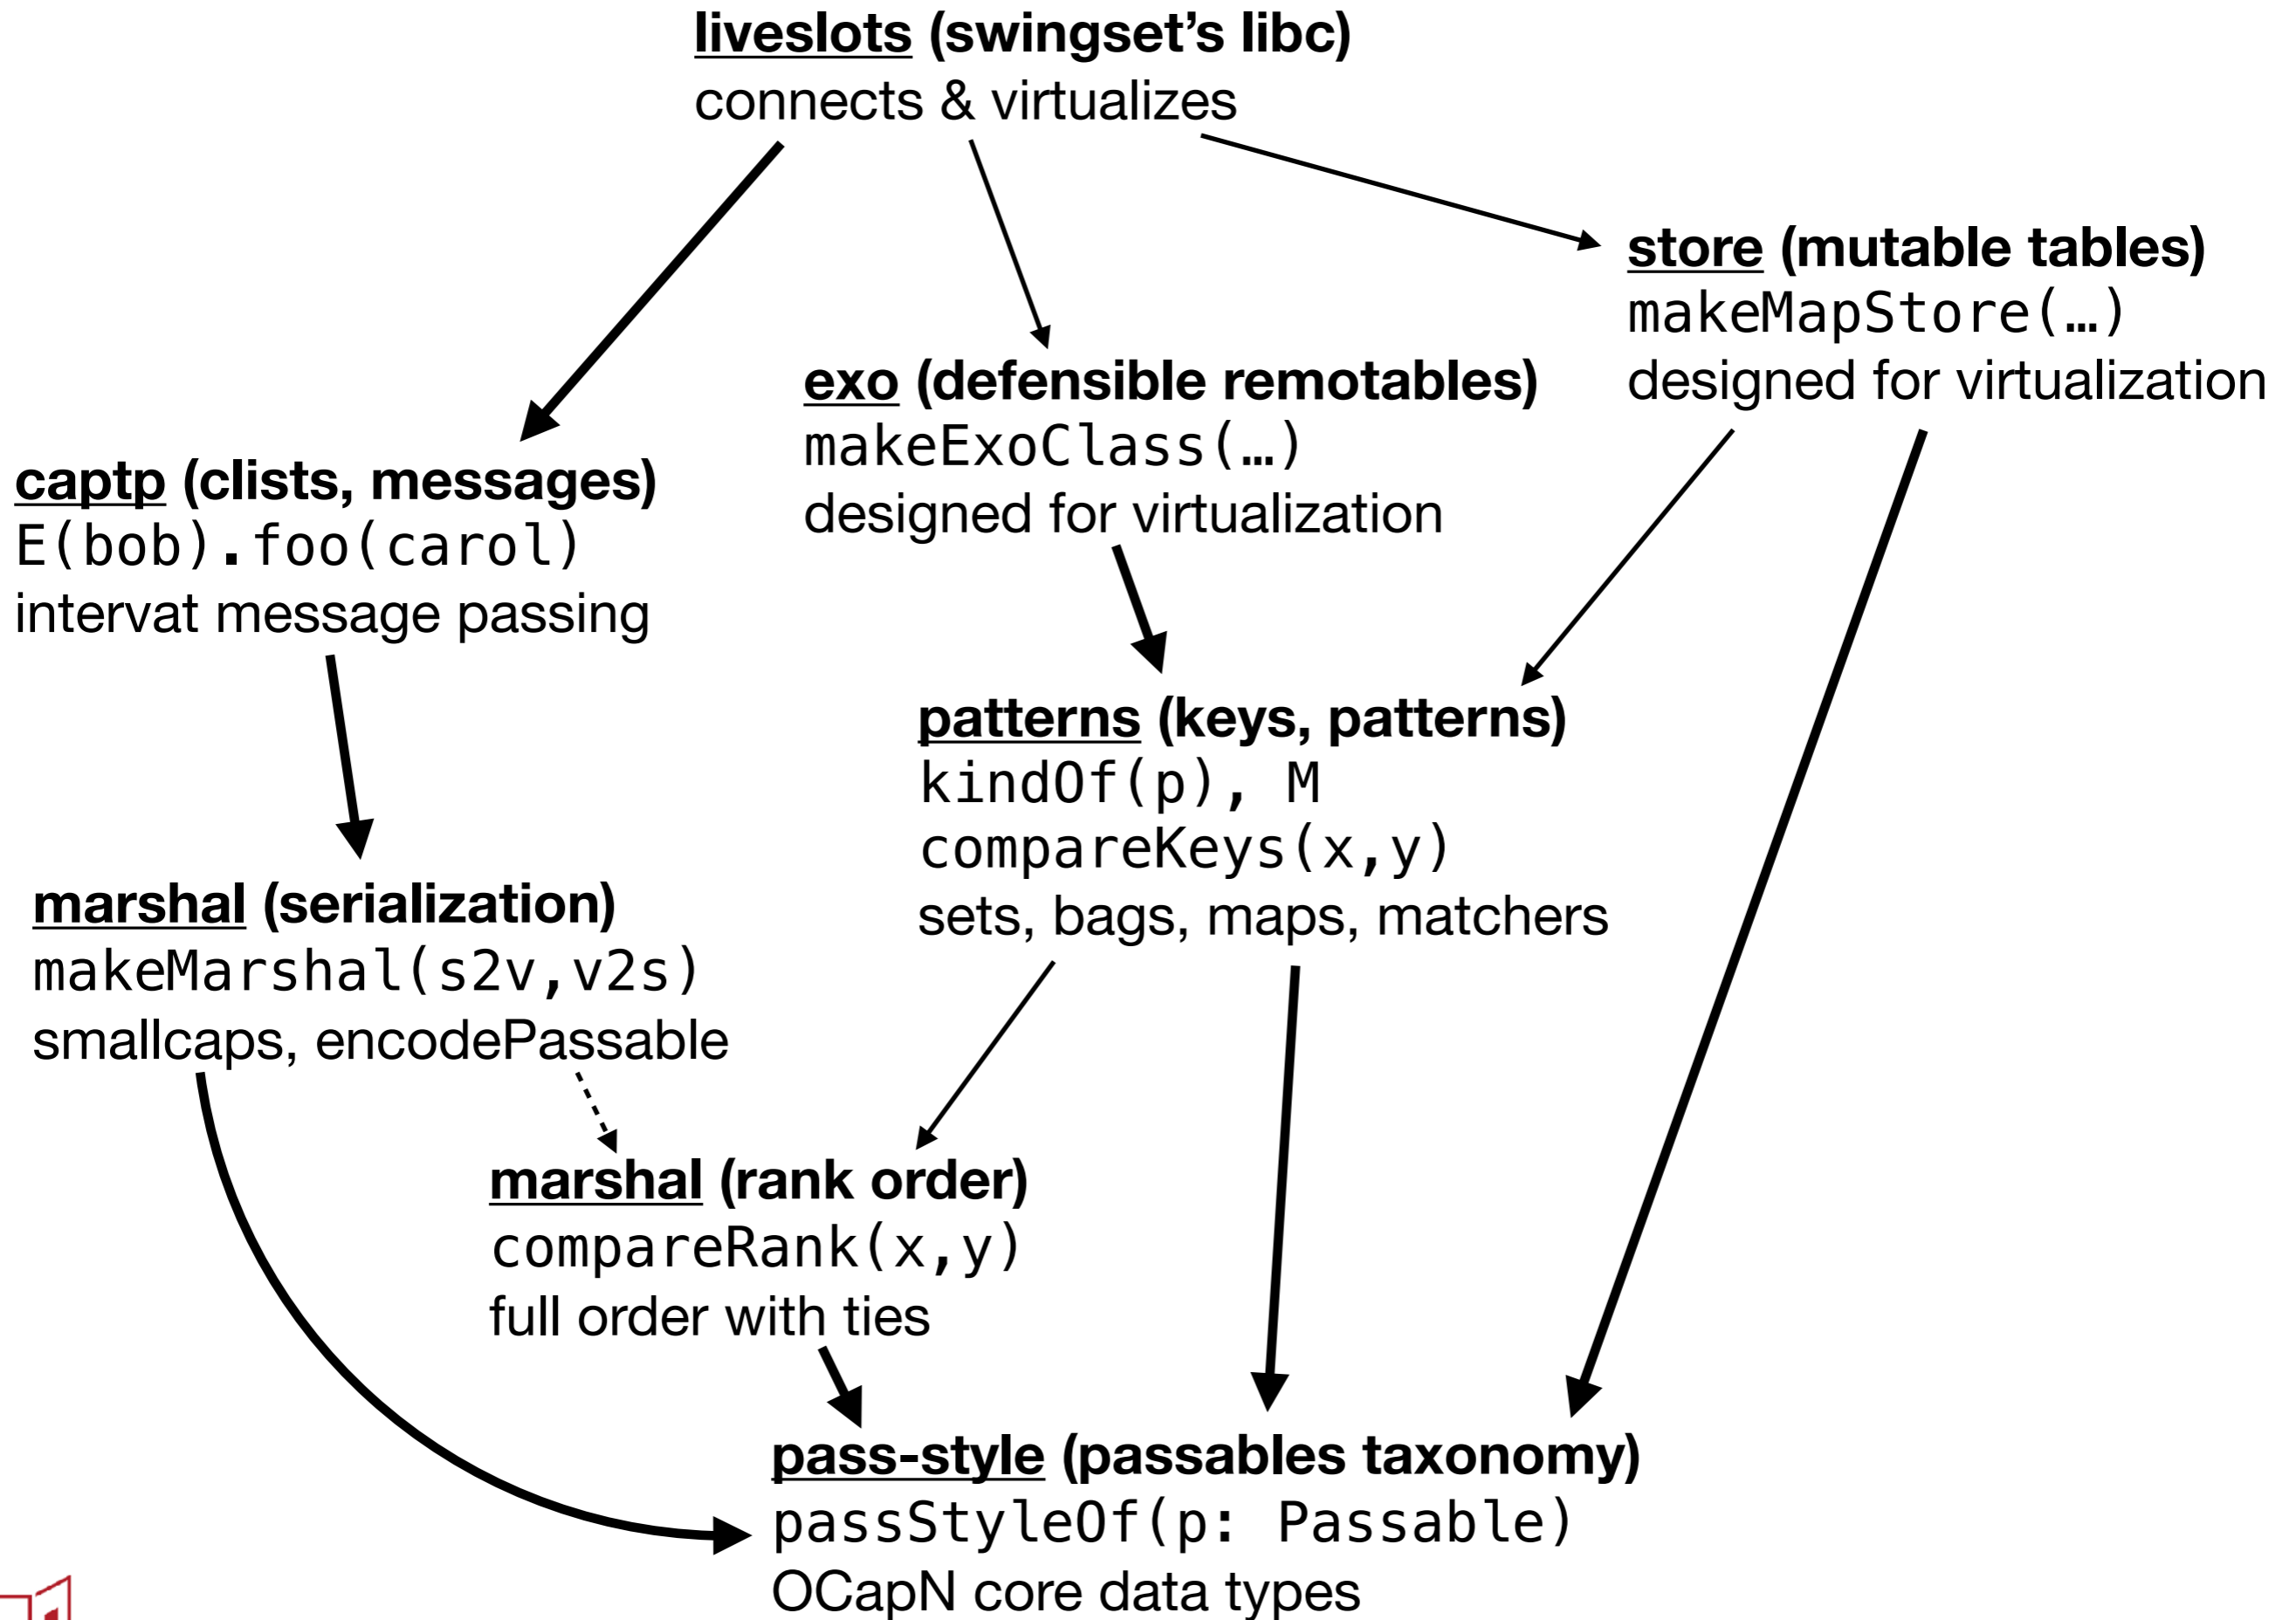 liveslots (swingset’s libc)
connects & virtualizes
store (mutable tables)
makeMapStore(…)
designed for virtualization
exo (defensible remotables)
makeExoClass(…)
designed for virtualization
captp (clists, messages)
E(bob).foo(carol)
intervat message passing
patterns (keys, patterns)
kindOf(p), M
compareKeys(x,y)
sets, bags, maps, matchers
marshal (serialization)
makeMarshal(s2v,v2s)
smallcaps, encodePassable
marshal (rank order)
compareRank(x,y)
full order with ties
pass-style (passables taxonomy)
passStyleOf(p: Passable)
OCapN core data types